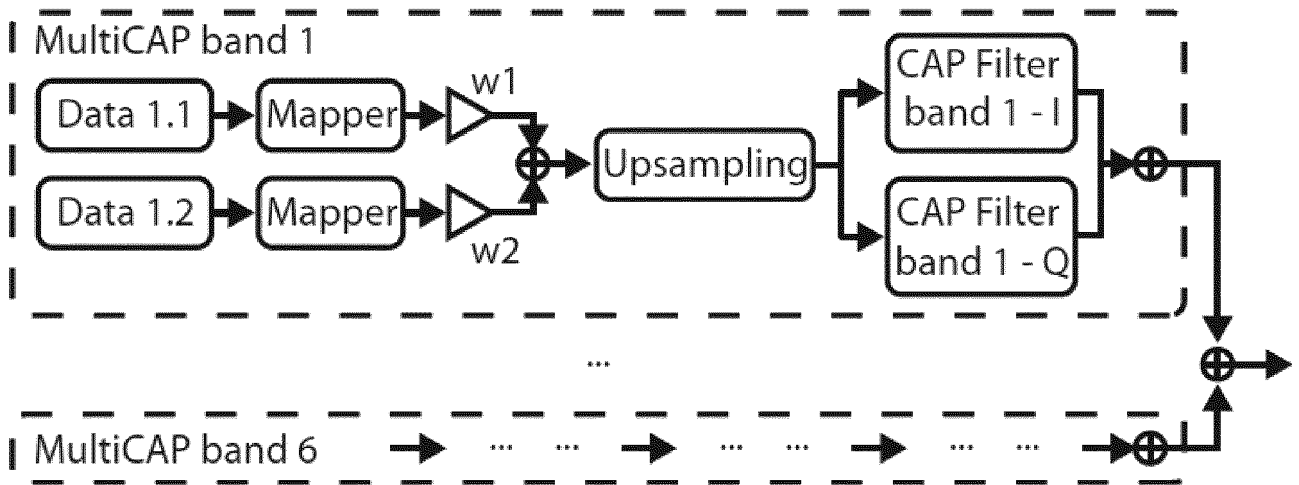 MultiCAP band 1
Data 1.1
Mapper
w1
Data 1.2
Mapper
w2
Upsampling
CAP Filter
band 1 - I
CAP Filter
band 1 - Q
...
MultiCAP band 6
... ... ... ... ... ...